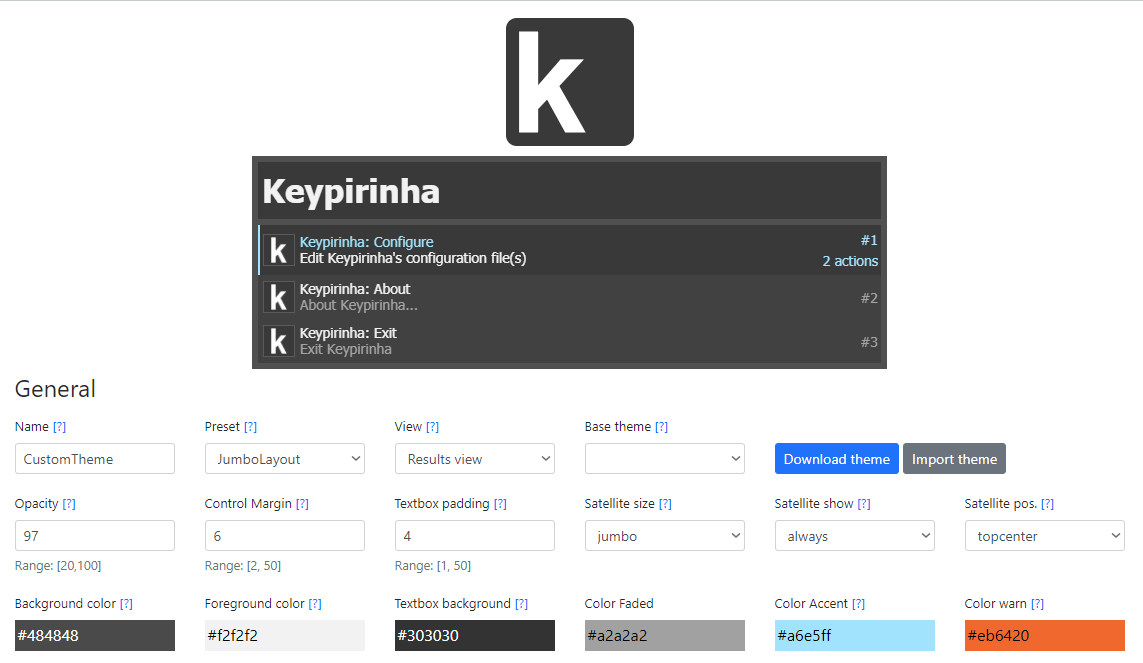 k
Keypirinha
k Keypirinha: Configure #1
Edit Keypirinha's configuration file(s) 2 actions
k Keypirinha: About #2
About Keypirinha...
k Keypirinha: Exit #3
Exit Keypirinha
General
Name [?] Preset [?] View [?] Base theme [?]
CustomTheme JumboLayout Results view Download theme Import theme
Opacity [?] Control Margin [?] Textbox padding [?] Satellite size [?] Satellite show [?] Satellite pos. [?]
97 6 4 jumbo always topcenter
Range: [20,100] Range: [2, 50] Range: [1, 50]
Background color [?] Foreground color [?] Textbox background [?] Color Faded Color Accent [?] Color warn [?]
#484848 #f2f2f2 #303030 #a2a2a2 #a6e5ff #eb6420